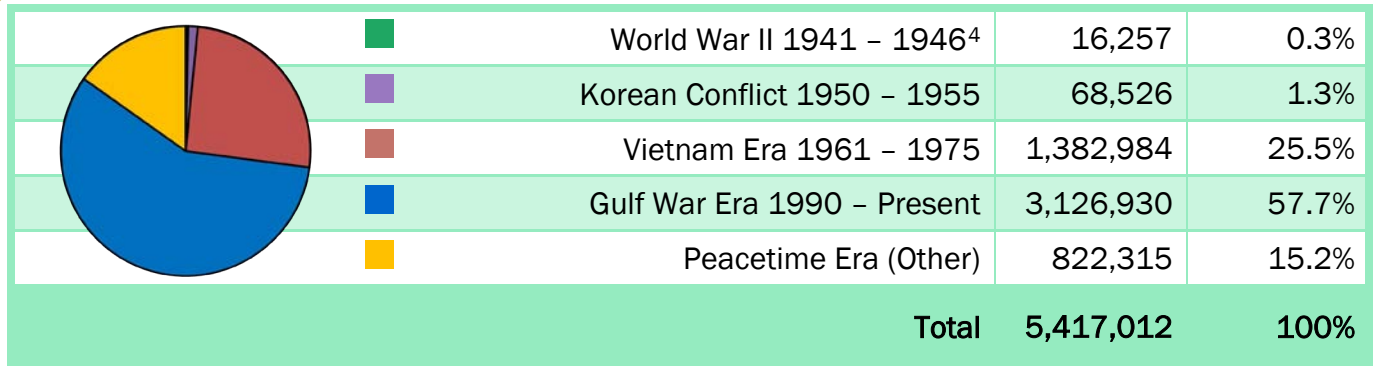 World War II 1941 – 1946⁴ 16,257 0.3%
Korean Conflict 1950 – 1955 68,526 1.3%
Vietnam Era 1961 – 1975 1,382,984 25.5%
Gulf War Era 1990 – Present 3,126,930 57.7%
Peacetime Era (Other) 822,315 15.2%
Total 5,417,012 100%